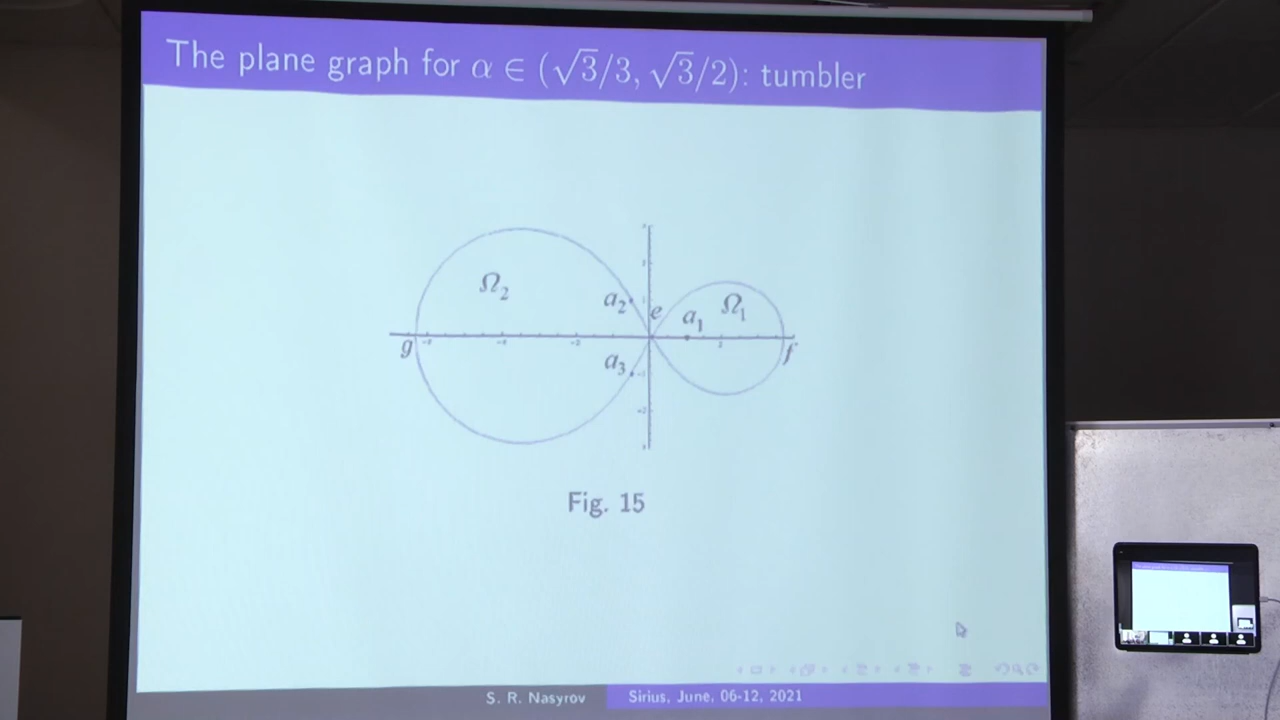 The plane graph for α ∈ (√3/3, √3/2): tumbler
Ω₂
a₂
e
a₁
Ω₁
g
a₃
f
-2
Fig. 15
S. R. Nasyrov
Sirius, June, 06-12, 2021